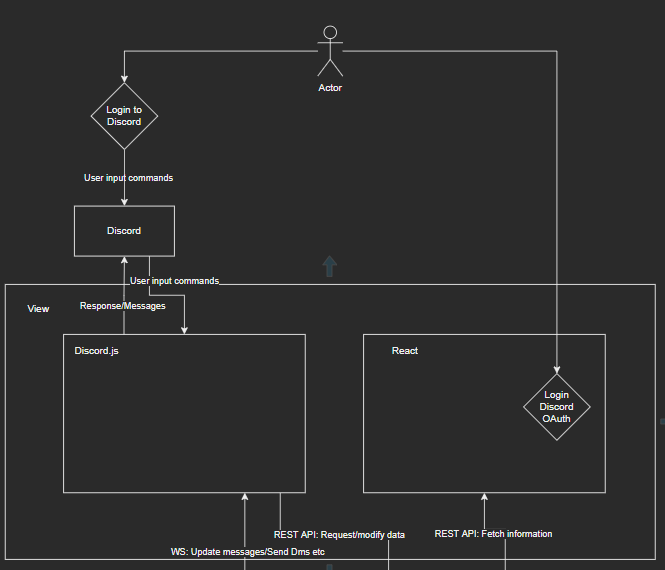 Actor
Login to
Discord
User input commands
Discord
User input commands
Response/Messages
View
Discord.js
React
Login
Discord
OAuth
REST API: Request/modify data
REST API: Fetch information
WS: Update messages/Send Dms etc